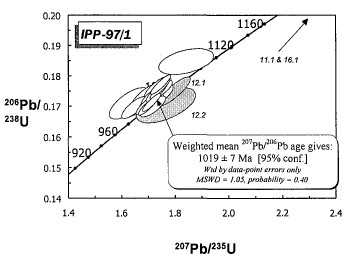 0.20
IPP-97/1
1160
0.19
1120
11.1 & 16.1
0.18
12.1
²⁰⁶Pb/
²³⁸U
0.17
12.2
960
0.16
920
Weighted mean ²⁰⁷Pb/²⁰⁶Pb age gives:
1019 ± 7 Ma [95% conf.]
Wtd by data-point errors only
MSWD = 1.05, probability = 0.40
0.15
0.14
1.4 1.6 1.8 2.0 2.2 2.4
²⁰⁷Pb/²³⁵U